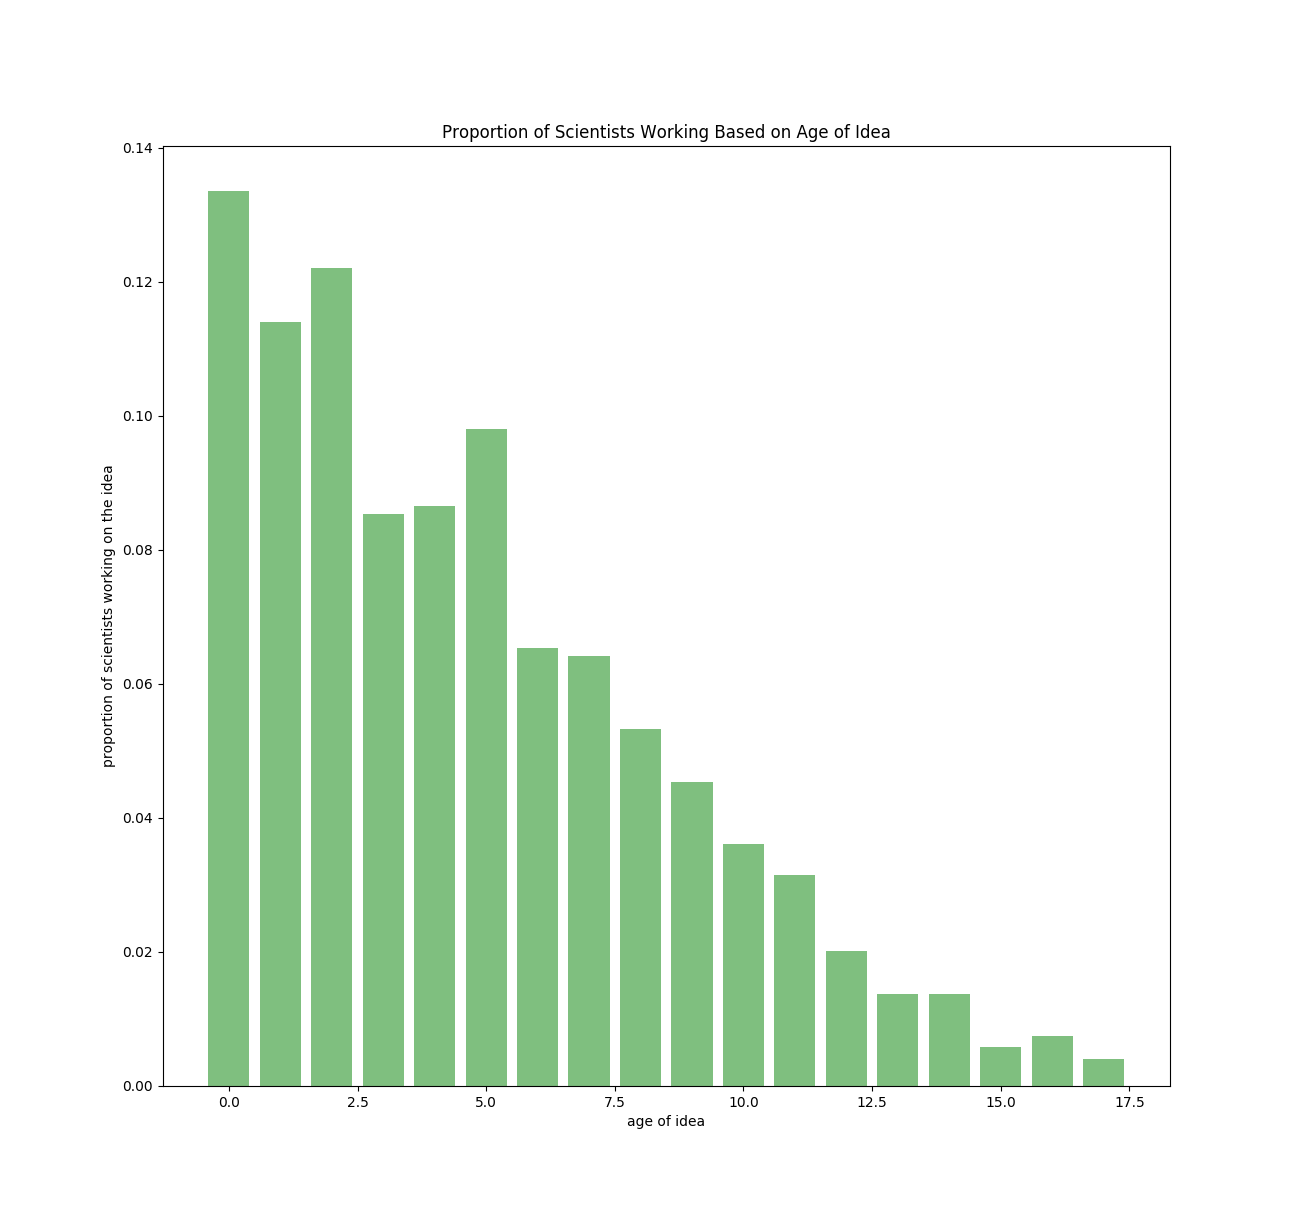 Proportion of Scientists Working Based on Age of Idea
0.14
0.12
0.10
0.08
0.06
0.04
0.02
0.00
proportion of scientists working on the idea
0.0 2.5 5.0 7.5 10.0 12.5 15.0 17.5
age of idea